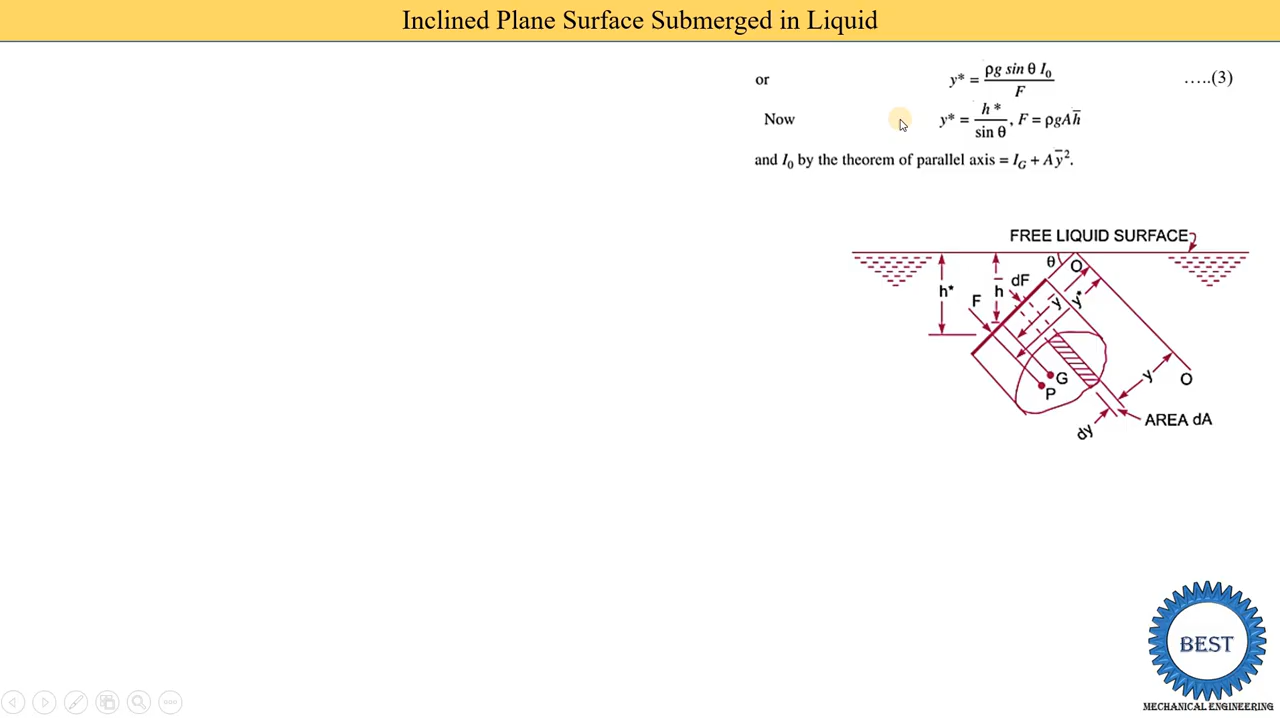 Inclined Plane Surface Submerged in Liquid
or y* = ρg sin θ I₀ / F .....(3)
Now y* = h* / sin θ , F = ρgAh̄
and I₀ by the theorem of parallel axis = I_G + Aȳ².
FREE LIQUID SURFACE
θ O
h* h̄ dF
F ȳ y*
G
P
y O
dy AREA dA
BEST
MECHANICAL ENGINEERING